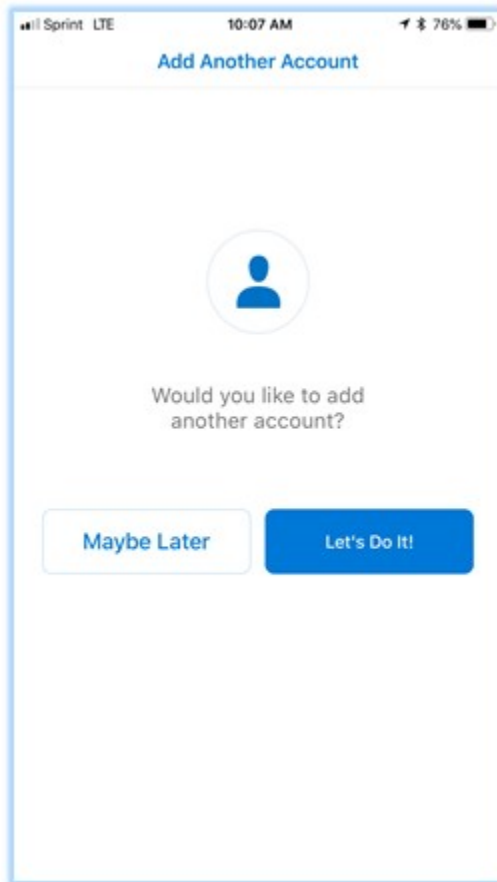 Sprint LTE 10:07 AM 76%
Add Another Account
Would you like to add
another account?
Maybe Later Let's Do It!